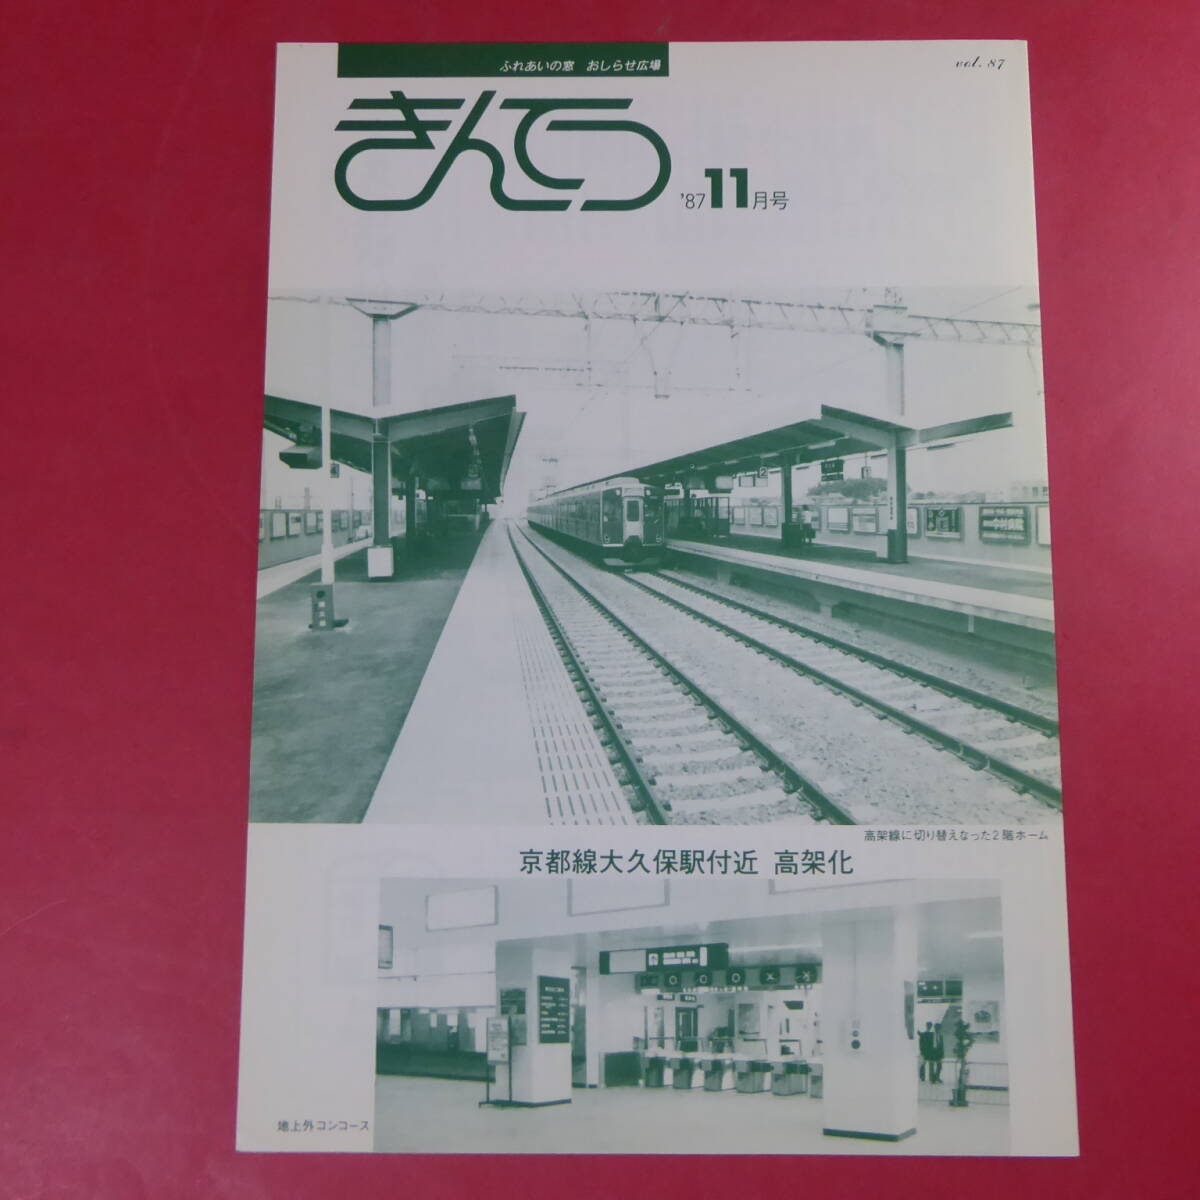 ふれあいの窓　おしらせ広場
vol. 87
きんてつ
'87 11月号
2
高架線に切り替えなった2階ホーム
京都線大久保駅付近 高架化
地上外コンコース